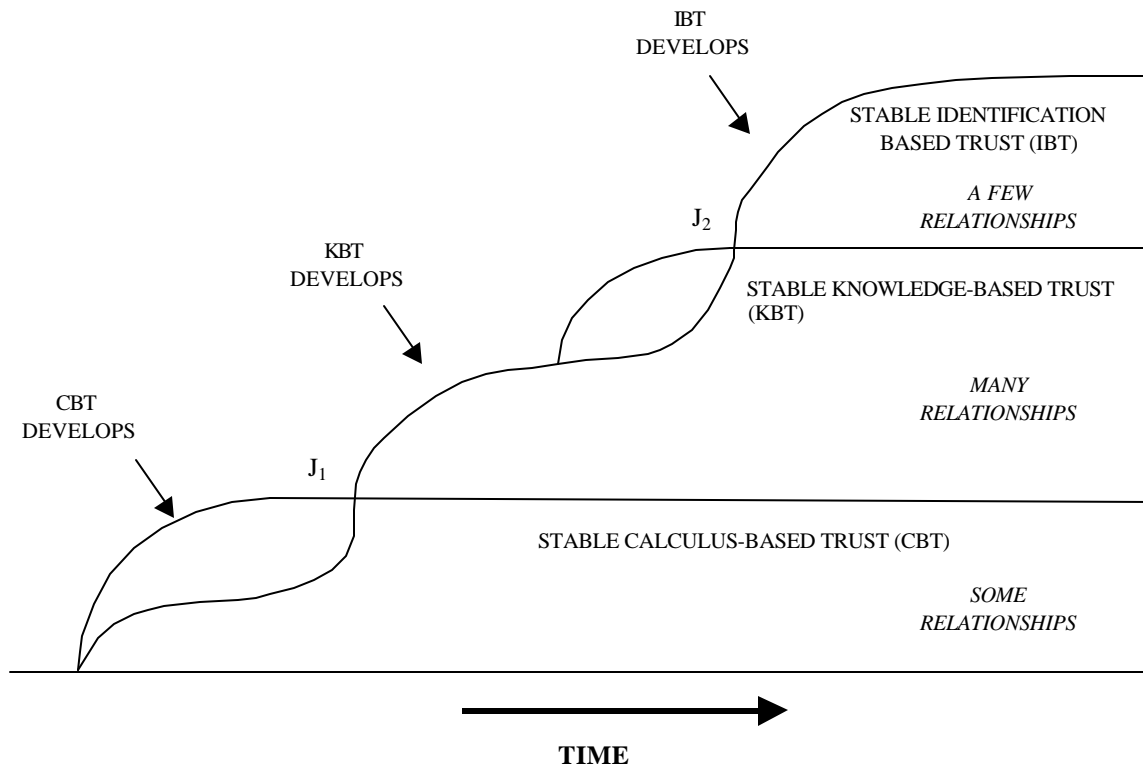 IBT
DEVELOPS
STABLE IDENTIFICATION
BASED TRUST (IBT)
A FEW
RELATIONSHIPS
J2
KBT
DEVELOPS
STABLE KNOWLEDGE-BASED TRUST
(KBT)
MANY
RELATIONSHIPS
CBT
DEVELOPS
J1
STABLE CALCULUS-BASED TRUST (CBT)
SOME
RELATIONSHIPS
TIME